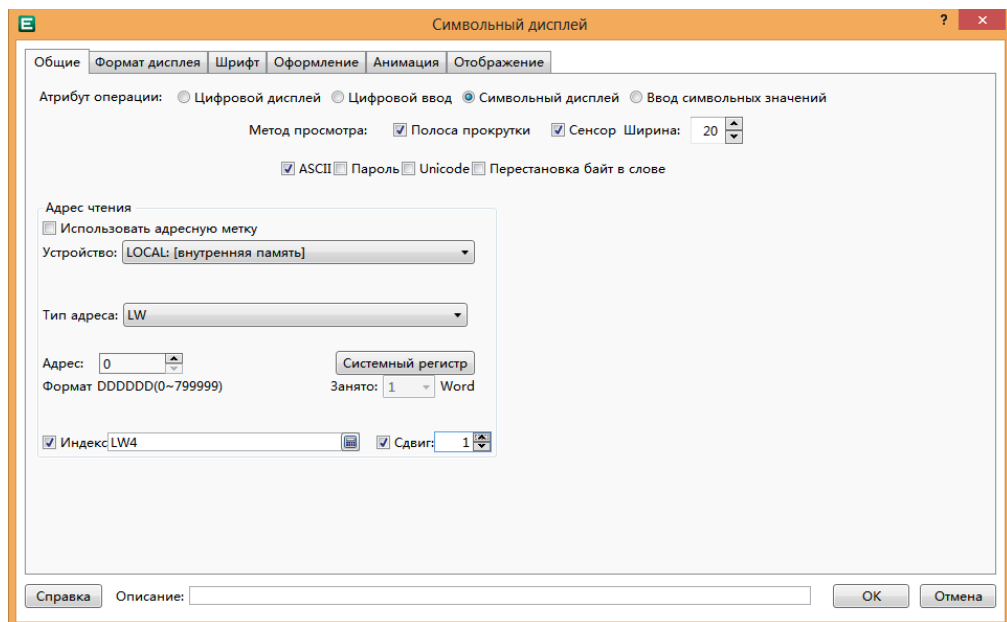 E Символьный дисплей ? ×
Общие Формат дисплея Шрифт Оформление Анимация Отображение
Атрибут операции: Цифровой дисплей Цифровой ввод Символьный дисплей Ввод символьных значений
Метод просмотра: Полоса прокрутки Сенсор Ширина: 20
ASCII Пароль Unicode Перестановка байт в слове
Адрес чтения
Использовать адресную метку
Устройство: LOCAL: [внутренняя память]
Тип адреса: LW
Адрес: 0 Системный регистр
Формат DDDDDD(0~799999) Занято: 1 Word
Индекс LW4 Сдвиг: 1
Справка Описание: OK Отмена